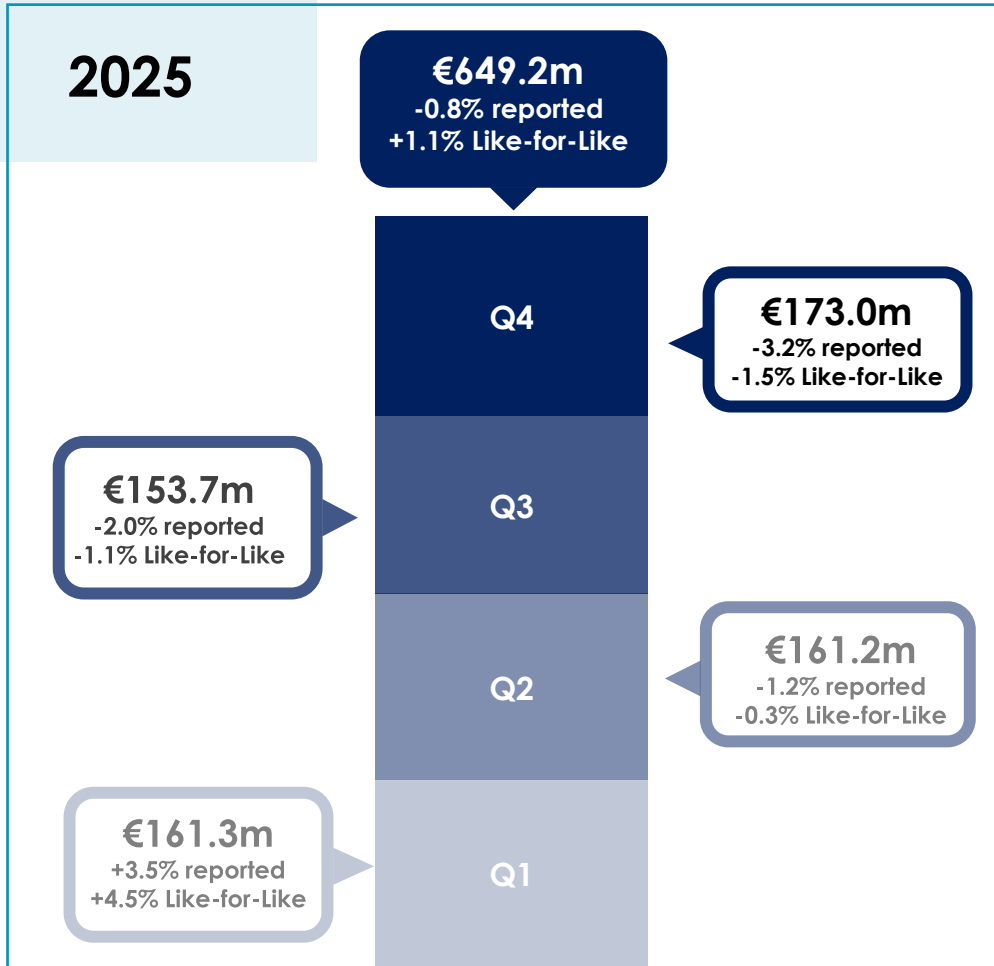 2025
€649.2m
-0.8% reported
+1.1% Like-for-Like
Q4
€173.0m
-3.2% reported
-1.5% Like-for-Like
€153.7m
-2.0% reported
-1.1% Like-for-Like
Q3
Q2
€161.2m
-1.2% reported
-0.3% Like-for-Like
€161.3m
+3.5% reported
+4.5% Like-for-Like
Q1